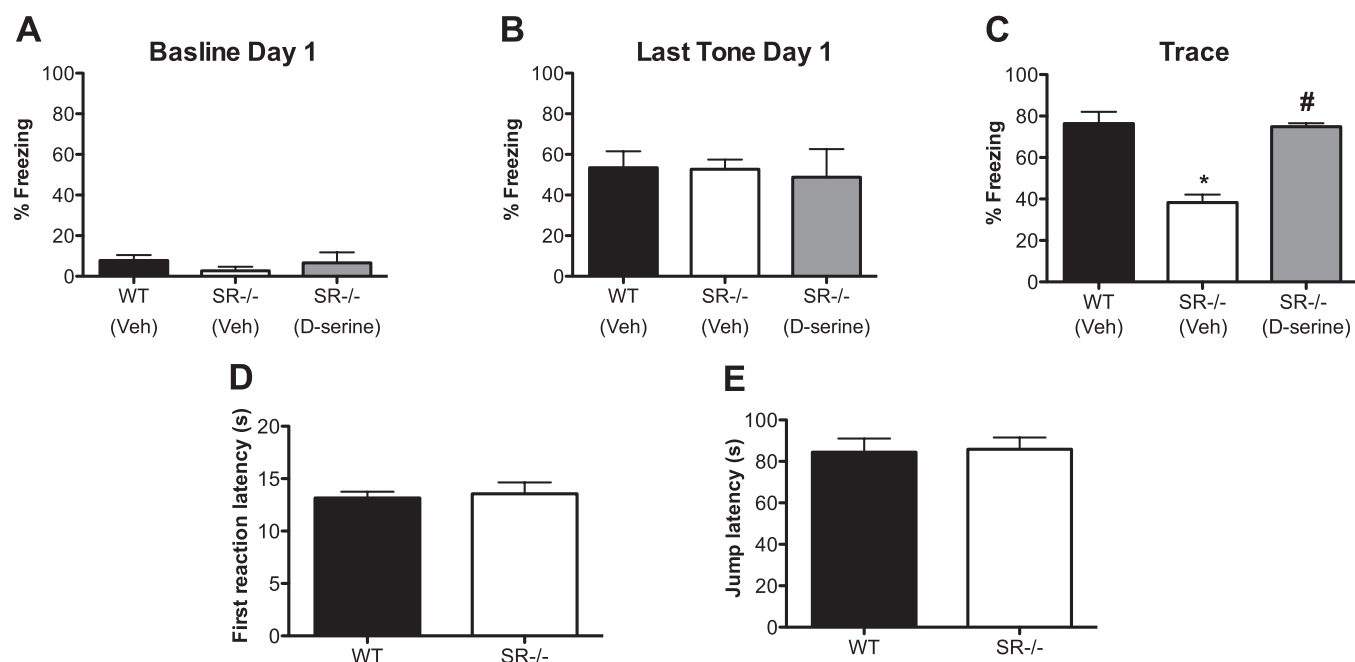 A
Basline Day 1
% Freezing
100
80
60
40
20
0
WT
(Veh)
SR-/-
(Veh)
SR-/-
(D-serine)
B
Last Tone Day 1
% Freezing
100
80
60
40
20
0
WT
(Veh)
SR-/-
(Veh)
SR-/-
(D-serine)
C
Trace
% Freezing
100
80
60
40
20
0
*
#
WT
(Veh)
SR-/-
(Veh)
SR-/-
(D-serine)
D
First reaction latency (s)
20
15
10
5
0
WT
SR-/-
E
Jump latency (s)
100
80
60
40
20
0
WT
SR-/-